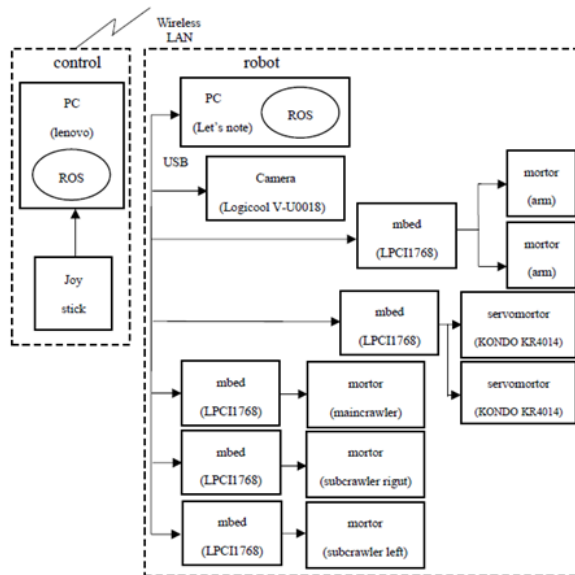 Wireless
LAN
control
PC
(lenovo)
ROS
Joy
stick
robot
PC
(Let's note)
ROS
USB
Camera
(Logicool V-U0018)
mbed
(LPCI1768)
mortor
(arm)
mortor
(arm)
mbed
(LPCI1768)
servomortor
(KONDO KR4014)
servomortor
(KONDO KR4014)
mbed
(LPCI1768)
mortor
(maincrawler)
mbed
(LPCI1768)
mortor
(subcrawler rigut)
mbed
(LPCI1768)
mortor
(subcrawler left)